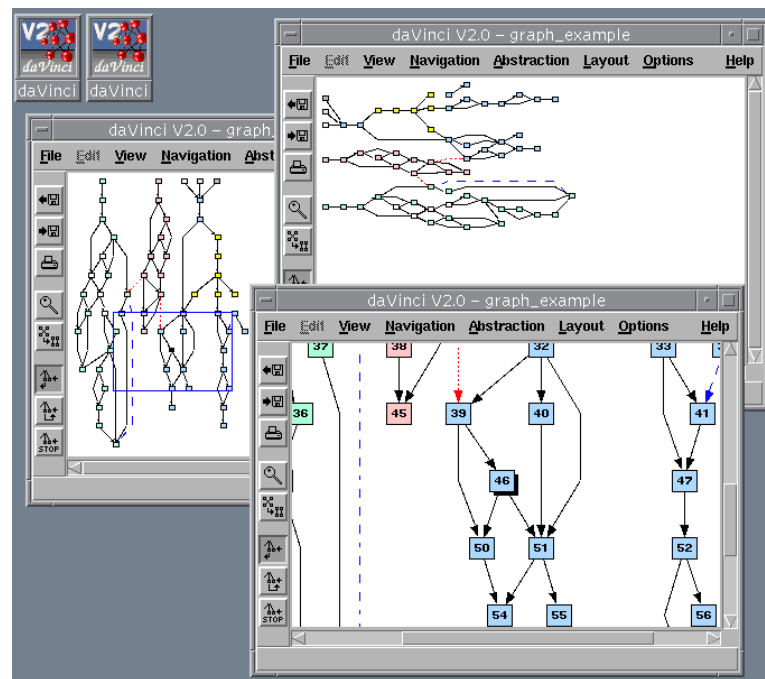 V2.0 V2.0
daVinci daVinci
daVinci daVinci
daVinci V2.0 – graph_example
File Edit View Navigation Abstraction Layout Options Help
daVinci V2.0 – graph_
File Edit View Navigation Abst
STOP
daVinci V2.0 – graph_example
File Edit View Navigation Abstraction Layout Options Help
37 38 32 33
36 45 39 40 41
46 47
50 51 52
54 55 56
STOP